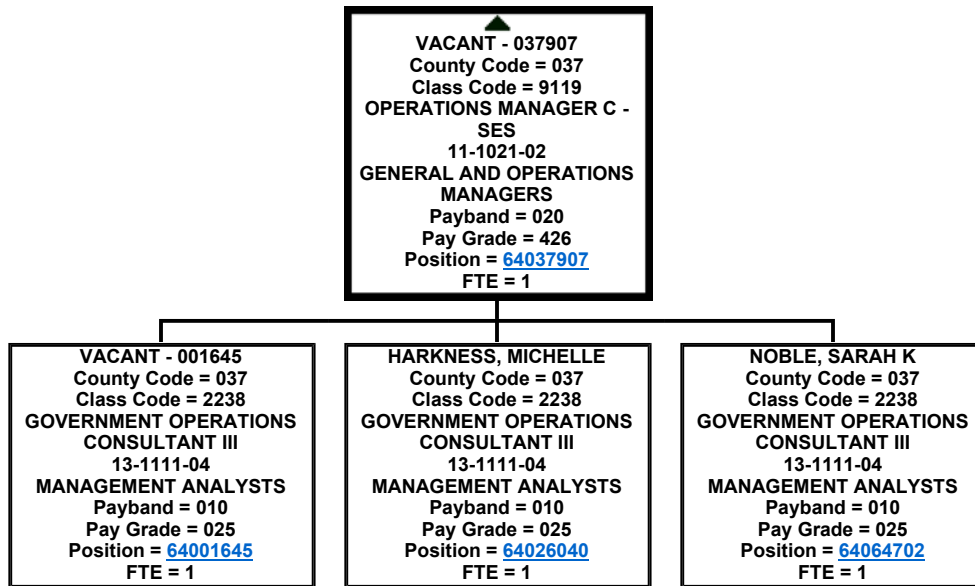 VACANT - 037907
County Code = 037
Class Code = 9119
OPERATIONS MANAGER C -
SES
11-1021-02
GENERAL AND OPERATIONS
MANAGERS
Payband = 020
Pay Grade = 426
Position = 64037907
FTE = 1
VACANT - 001645
County Code = 037
Class Code = 2238
GOVERNMENT OPERATIONS
CONSULTANT III
13-1111-04
MANAGEMENT ANALYSTS
Payband = 010
Pay Grade = 025
Position = 64001645
FTE = 1
HARKNESS, MICHELLE
County Code = 037
Class Code = 2238
GOVERNMENT OPERATIONS
CONSULTANT III
13-1111-04
MANAGEMENT ANALYSTS
Payband = 010
Pay Grade = 025
Position = 64026040
FTE = 1
NOBLE, SARAH K
County Code = 037
Class Code = 2238
GOVERNMENT OPERATIONS
CONSULTANT III
13-1111-04
MANAGEMENT ANALYSTS
Payband = 010
Pay Grade = 025
Position = 64064702
FTE = 1